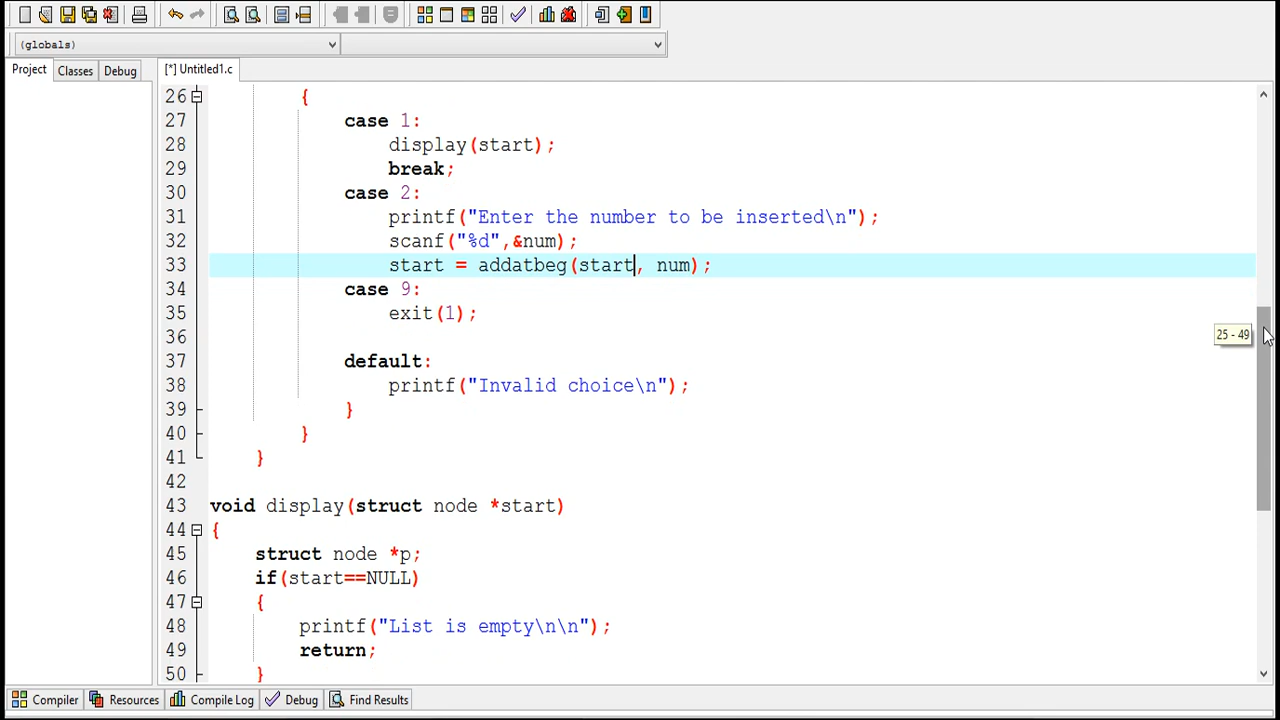 (globals)
Project Classes Debug [*] Untitled1.c
26 {
27 case 1:
28 display(start);
29 break;
30 case 2:
31 printf("Enter the number to be inserted\n");
32 scanf("%d",&num);
33 start = addatbeg(start, num);
34 case 9:
35 exit(1);
36
37 default:
38 printf("Invalid choice\n");
39 }
40 }
41 }
42
43 void display(struct node *start)
44 {
45 struct node *p;
46 if(start==NULL)
47 {
48 printf("List is empty\n\n");
49 return;
50 }
25 - 49
Compiler Resources Compile Log Debug Find Results